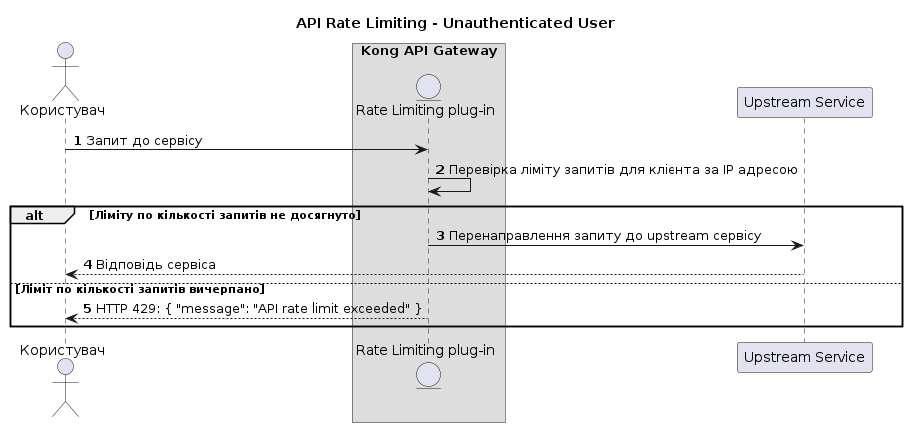 API Rate Limiting - Unauthenticated User
Kong API Gateway
Користувач
Rate Limiting plug-in
Upstream Service
1 Запит до сервісу
2 Перевірка ліміту запитів для клієнта за IP адресою
alt [Ліміту по кількості запитів не досягнуто]
3 Перенаправлення запиту до upstream сервісу
4 Відповідь сервіса
[Ліміт по кількості запитів вичерпано]
5 HTTP 429: { "message": "API rate limit exceeded" }
Користувач
Rate Limiting plug-in
Upstream Service